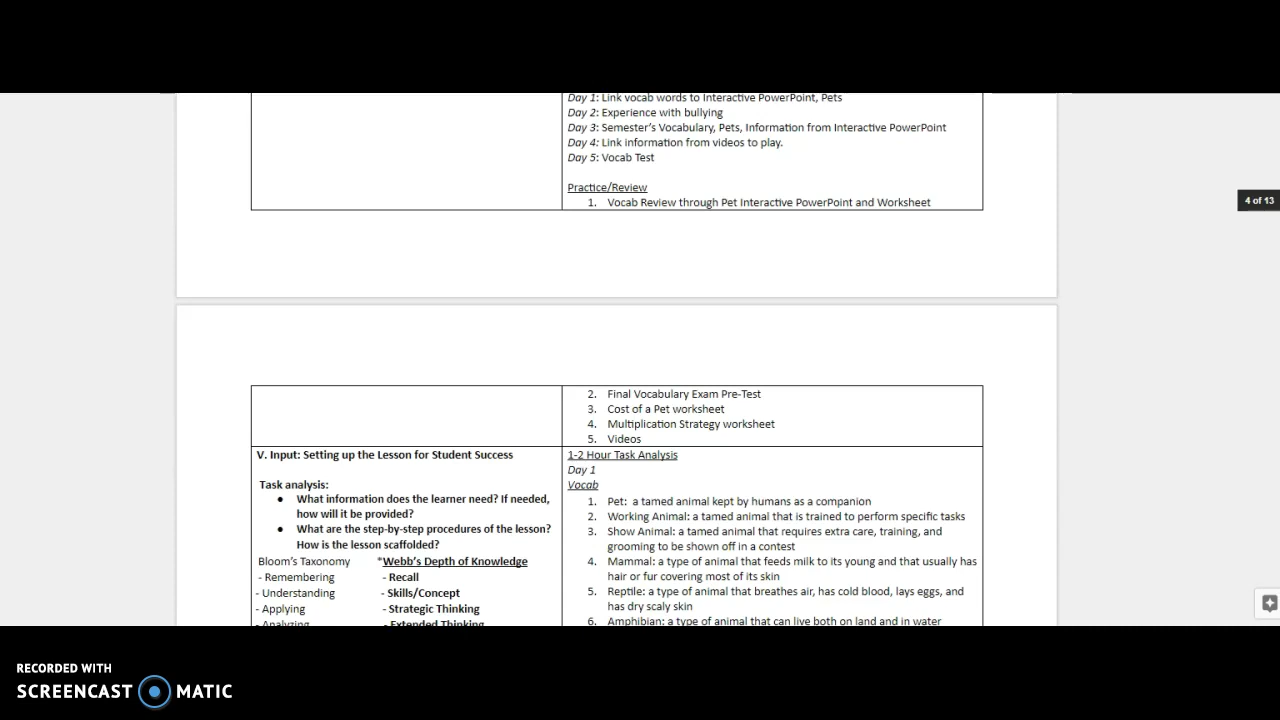 Day 1: Link vocab words to Interactive PowerPoint, Pets
Day 2: Experience with bullying
Day 3: Semester's Vocabulary, Pets, Information from Interactive PowerPoint
Day 4: Link information from videos to play.
Day 5: Vocab Test
Practice/Review
1. Vocab Review through Pet Interactive PowerPoint and Worksheet
4 of 13
2. Final Vocabulary Exam Pre-Test
3. Cost of a Pet worksheet
4. Multiplication Strategy worksheet
5. Videos
V. Input: Setting up the Lesson for Student Success
Task analysis:
● What information does the learner need? If needed,
how will it be provided?
● What are the step-by-step procedures of the lesson?
How is the lesson scaffolded?
Bloom's Taxonomy *Webb's Depth of Knowledge
- Remembering - Recall
- Understanding - Skills/Concept
- Applying - Strategic Thinking
- Analyzing - Extended Thinking
1-2 Hour Task Analysis
Day 1
Vocab
1. Pet: a tamed animal kept by humans as a companion
2. Working Animal: a tamed animal that is trained to perform specific tasks
3. Show Animal: a tamed animal that requires extra care, training, and
grooming to be shown off in a contest
4. Mammal: a type of animal that feeds milk to its young and that usually has
hair or fur covering most of its skin
5. Reptile: a type of animal that breathes air, has cold blood, lays eggs, and
has dry scaly skin
6. Amphibian: a type of animal that can live both on land and in water
RECORDED WITH
SCREENCAST MATIC